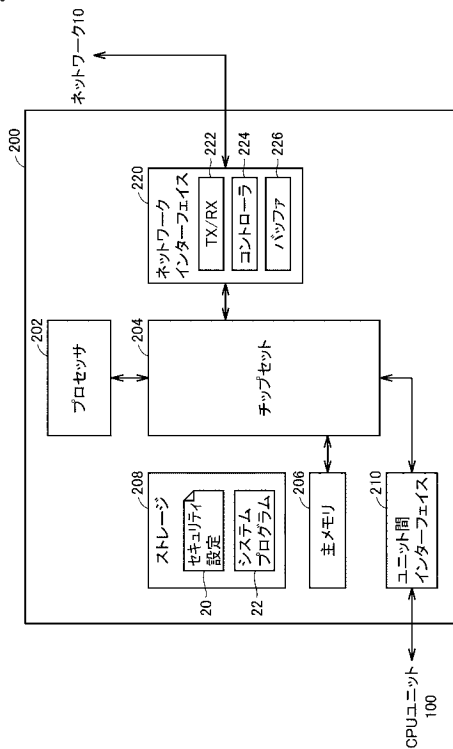 200
ネットワーク10
202
プロセッサ
220
ネットワーク
インターフェイス
222
TX/RX
224
コントローラ
226
バッファ
204
チップセット
208
ストレージ
セキュリティ
設定
20
システム
プログラム
22
206
主メモリ
210
ユニット間
インターフェイス
CPUユニット
100